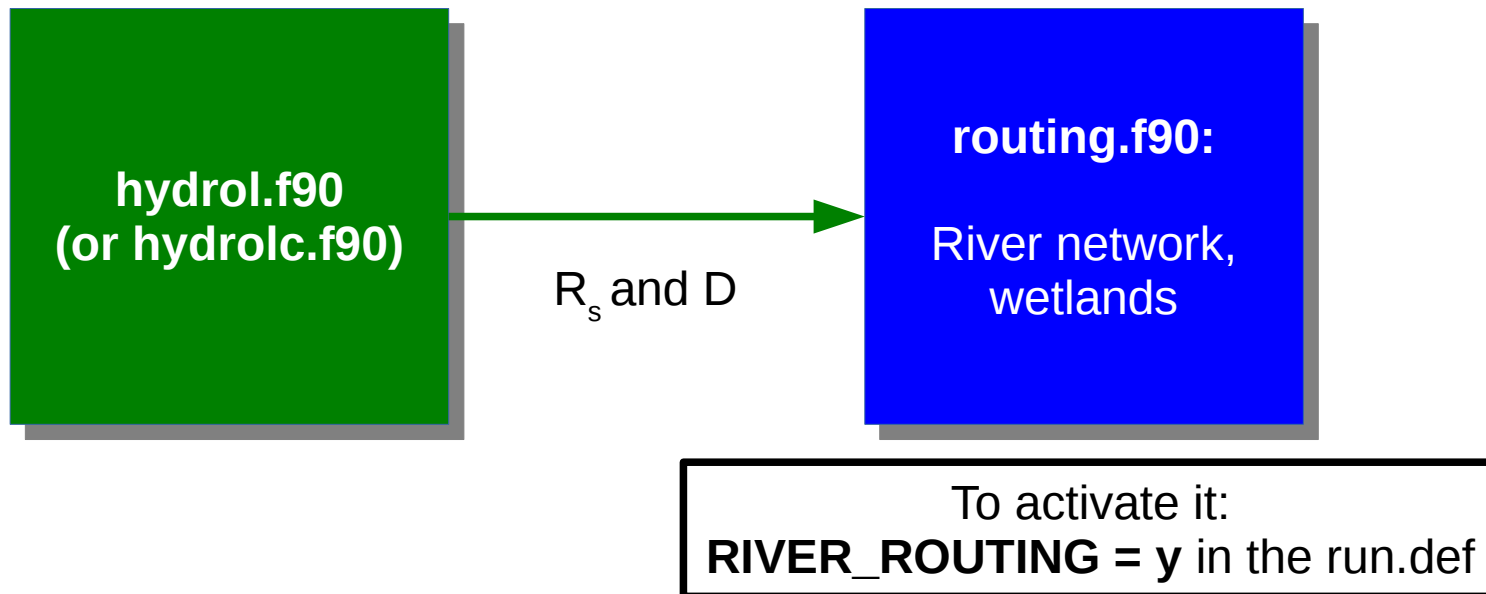 hydrol.f90
(or hydrolc.f90)
R_s and D
routing.f90:
River network,
wetlands
To activate it:
RIVER_ROUTING = y in the run.def